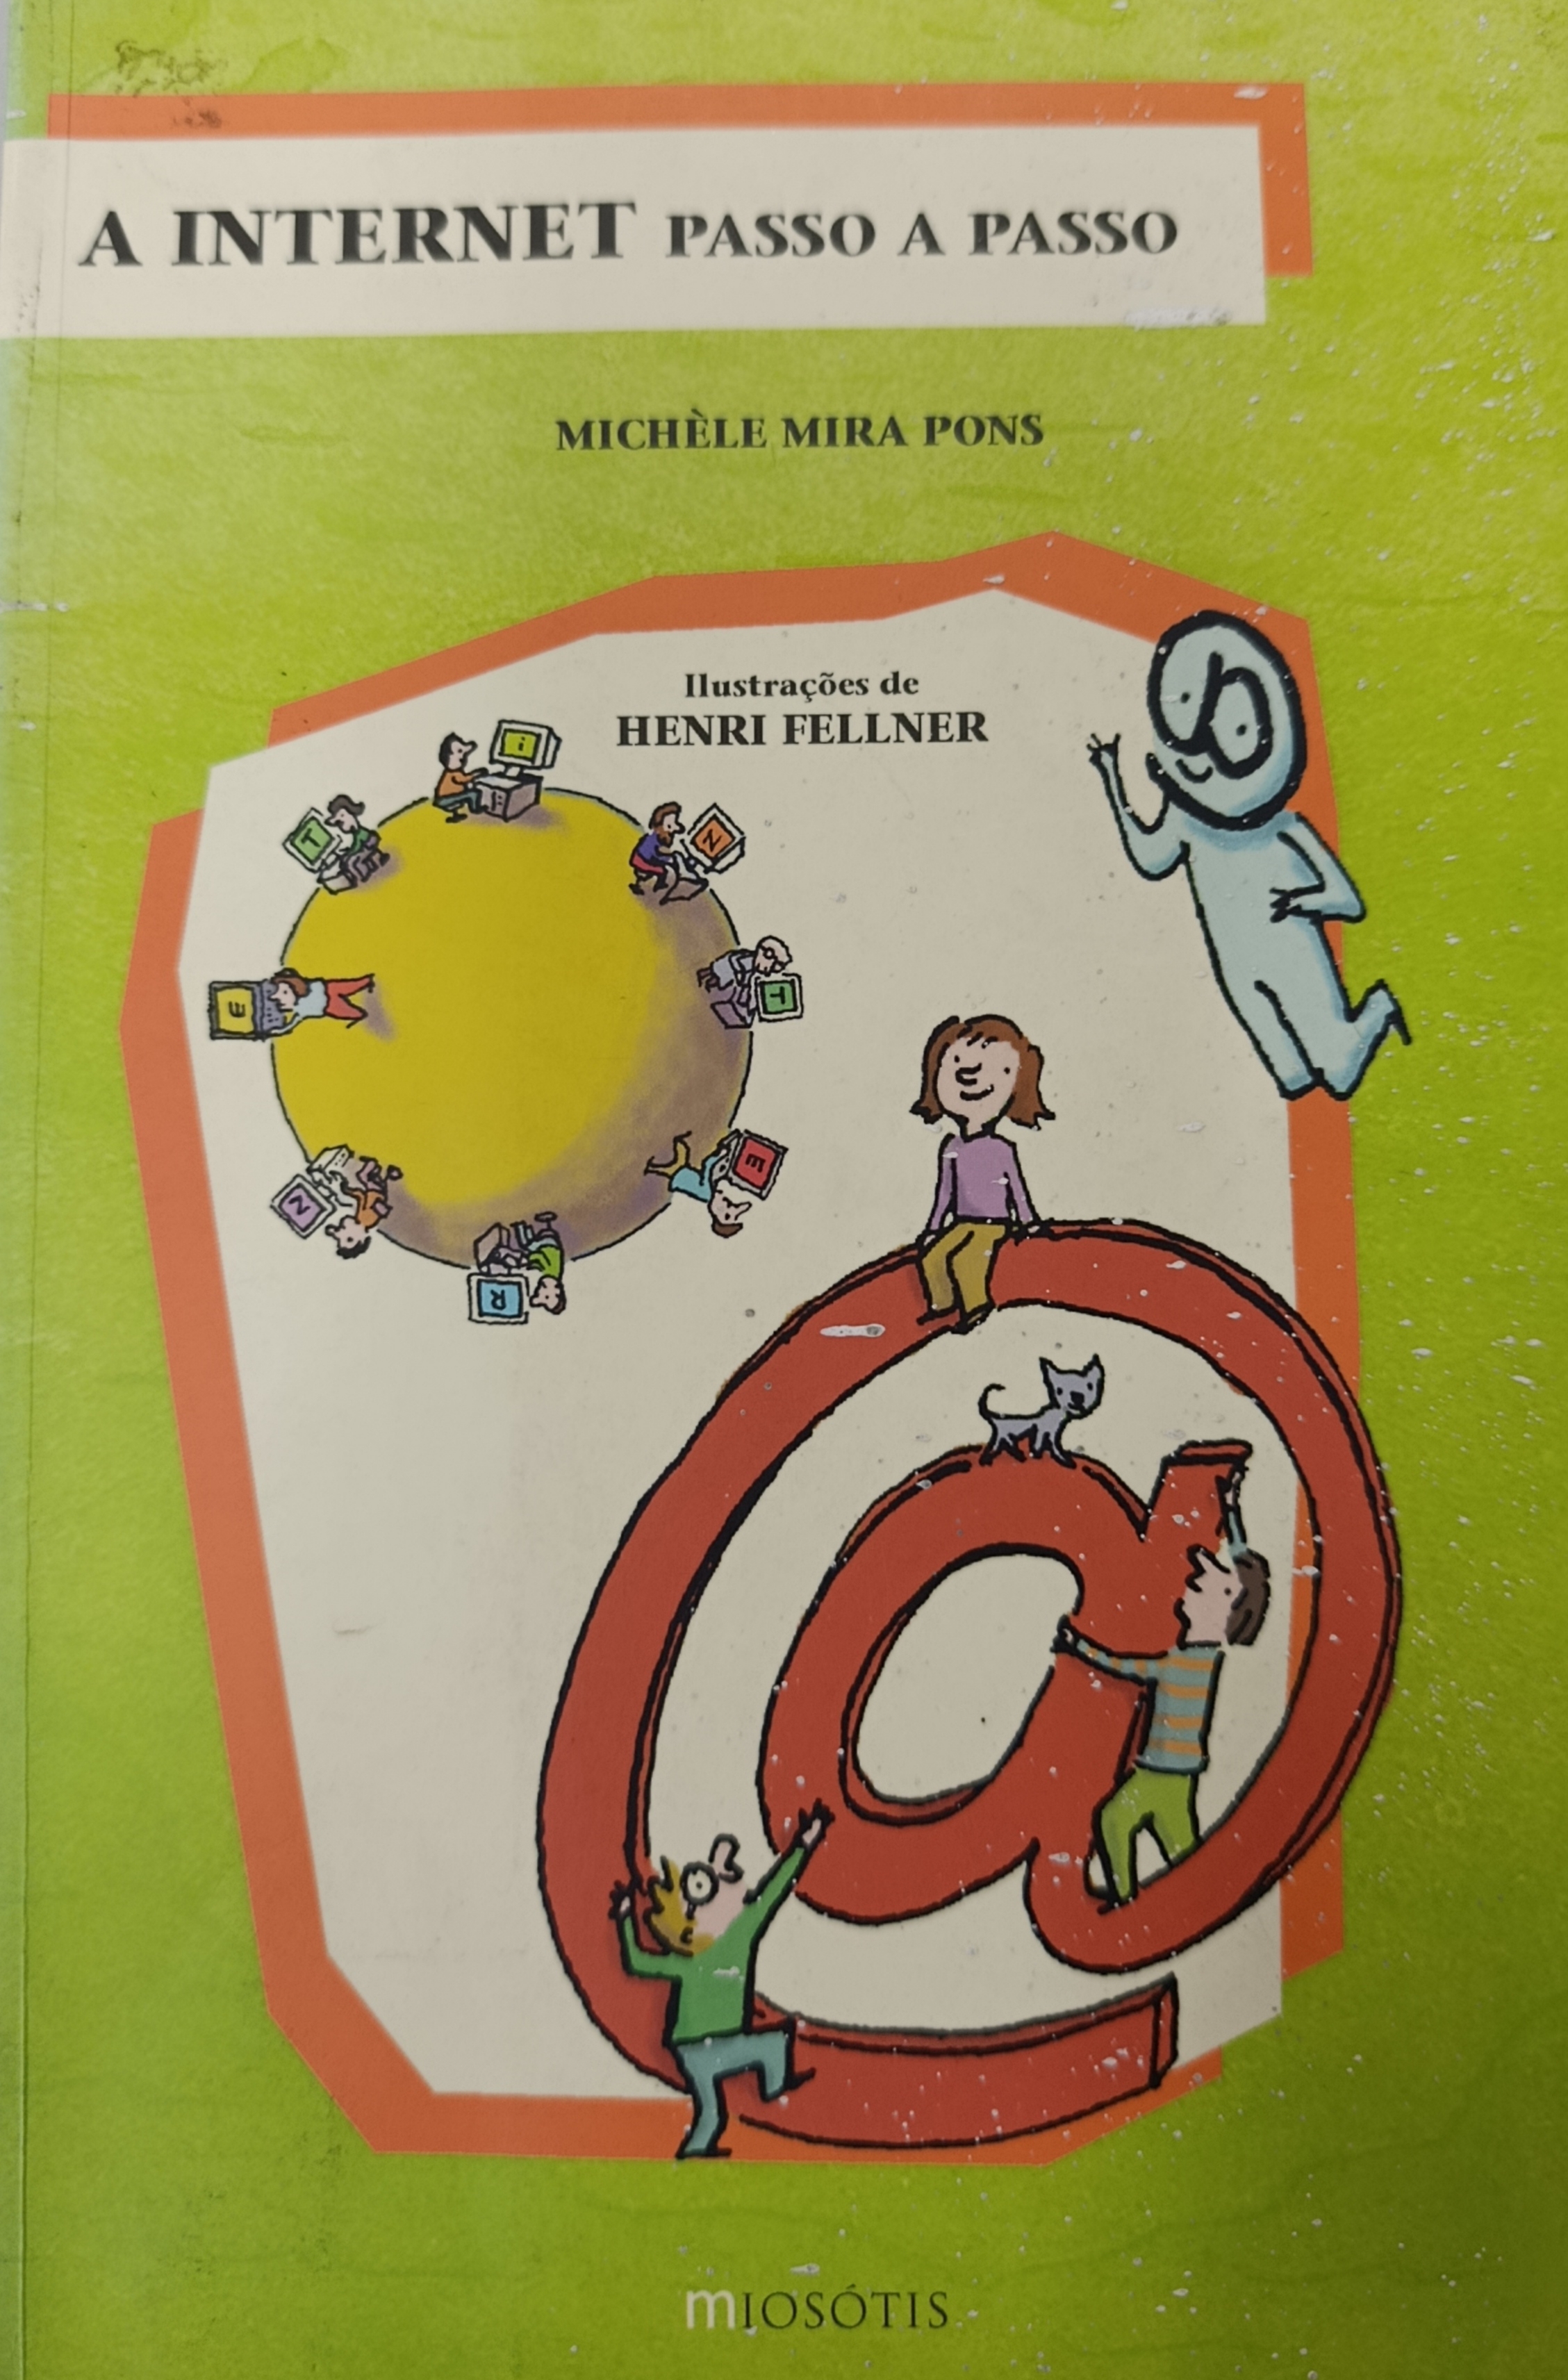 A INTERNET PASSO A PASSO
MICHÈLE MIRA PONS
Ilustrações de
HENRI FELLNER
i
N
T
E
R
N
E
T
mIOSÓTIS